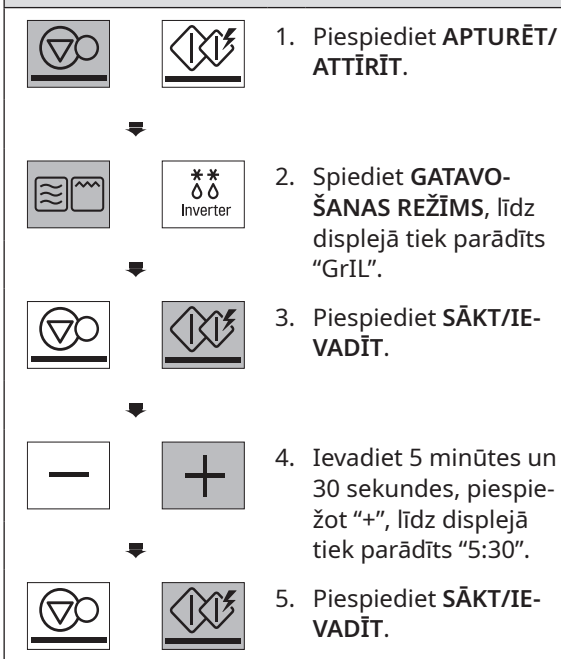 1. Piespiediet APTURĒT/
ATTĪRĪT.
Inverter
2. Spiediet GATAVO-
ŠANAS REŽĪMS, līdz
displejā tiek parādīts
“GrIL”.
3. Piespiediet SĀKT/IE-
VADĪT.
4. Ievadiet 5 minūtes un
30 sekundes, piespie-
žot “+”, līdz displejā
tiek parādīts “5:30”.
5. Piespiediet SĀKT/IE-
VADĪT.